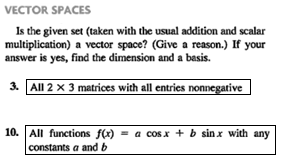 VECTOR SPACES
Is the given set (taken with the usual addition and scalar
multiplication) a vector space? (Give a reason.) If your
answer is yes, find the dimension and a basis.
3. All 2 × 3 matrices with all entries nonnegative
10. All functions f(x) = a cos x + b sin x with any
constants a and b